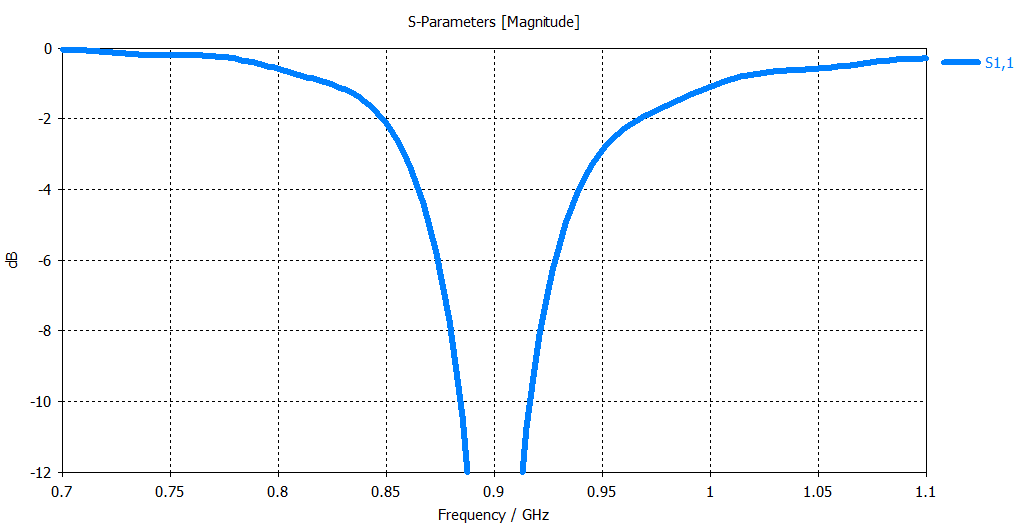 S-Parameters [Magnitude]
S1,1
0
-2
-4
-6
-8
-10
-12
dB
0.7 0.75 0.8 0.85 0.9 0.95 1 1.05 1.1
Frequency / GHz